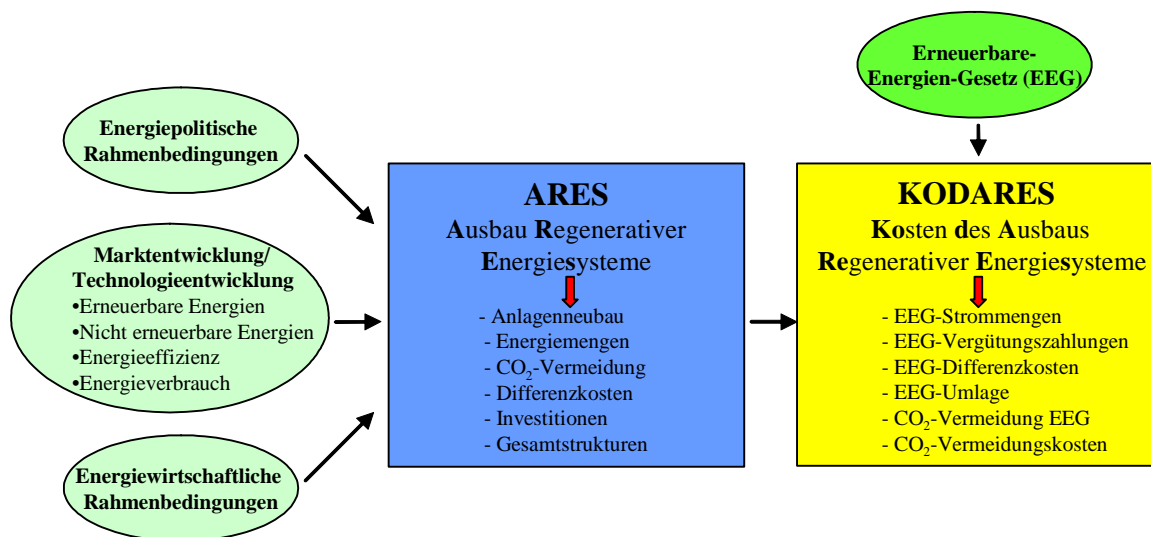 Erneuerbare-
Energien-Gesetz (EEG)
Energiepolitische
Rahmenbedingungen
Marktentwicklung/
Technologieentwicklung
•Erneuerbare Energien
•Nicht erneuerbare Energien
•Energieeffizienz
•Energieverbrauch
Energiewirtschaftliche
Rahmenbedingungen
ARES
Ausbau Regenerativer
Energiesysteme
- Anlagenneubau
- Energiemengen
- CO₂-Vermeidung
- Differenzkosten
- Investitionen
- Gesamtstrukturen
KODARES
Kosten des Ausbaus
Regenerativer Energiesysteme
- EEG-Strommengen
- EEG-Vergütungszahlungen
- EEG-Differenzkosten
- EEG-Umlage
- CO₂-Vermeidung EEG
- CO₂-Vermeidungskosten